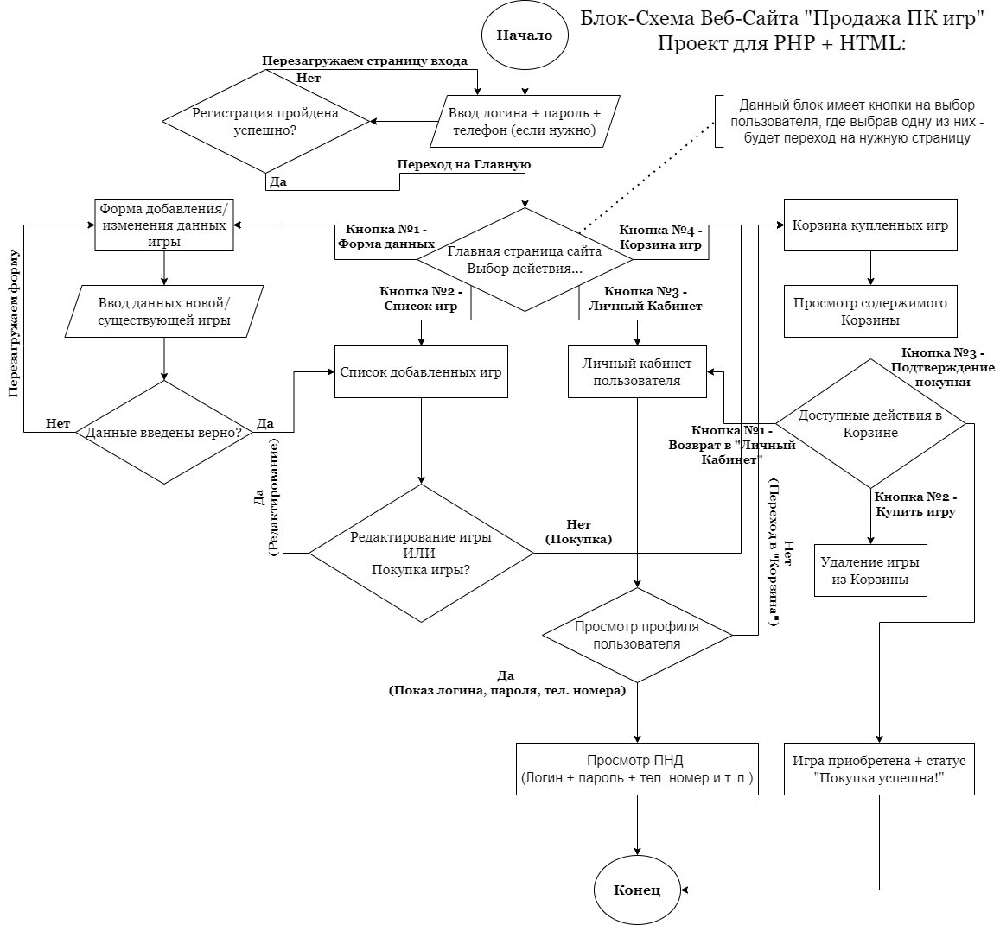 Блок-Схема Веб-Сайта "Продажа ПК игр"
Проект для PHP + HTML:
Начало
Перезагружаем страницу входа
Нет
Регистрация пройдена
успешно?
Ввод логина + пароль +
телефон (если нужно)
Данный блок имеет кнопки на выбор
пользователя, где выбрав одну из них -
будет переход на нужную страницу
Переход на Главную
Да
Форма добавления/
изменения данных
игры
Кнопка №1 -
Форма данных
Главная страница сайта
Выбор действия...
Кнопка №4 -
Корзина игр
Корзина купленных игр
Перезагружаем форму
Ввод данных новой/
существующей игры
Кнопка №2 -
Список игр
Кнопка №3 -
Личный Кабинет
Просмотр содержимого
Корзины
Список добавленных игр
Личный кабинет
пользователя
Кнопка №3 -
Подтверждение
покупки
Нет
Данные введены верно?
Да
Кнопка №1 -
Возврат в "Личный
Кабинет"
Доступные действия в
Корзине
Да
(Редактирование)
Кнопка №2 -
Купить игру
Редактирование игры
ИЛИ
Покупка игры?
Нет
(Покупка)
Нет
(Переход в "Корзина")
Удаление игры
из Корзины
Просмотр профиля
пользователя
Да
(Показ логина, пароля, тел. номера)
Просмотр ПНД
(Логин + пароль + тел. номер и т. п.)
Игра приобретена + статус
"Покупка успешна!"
Конец